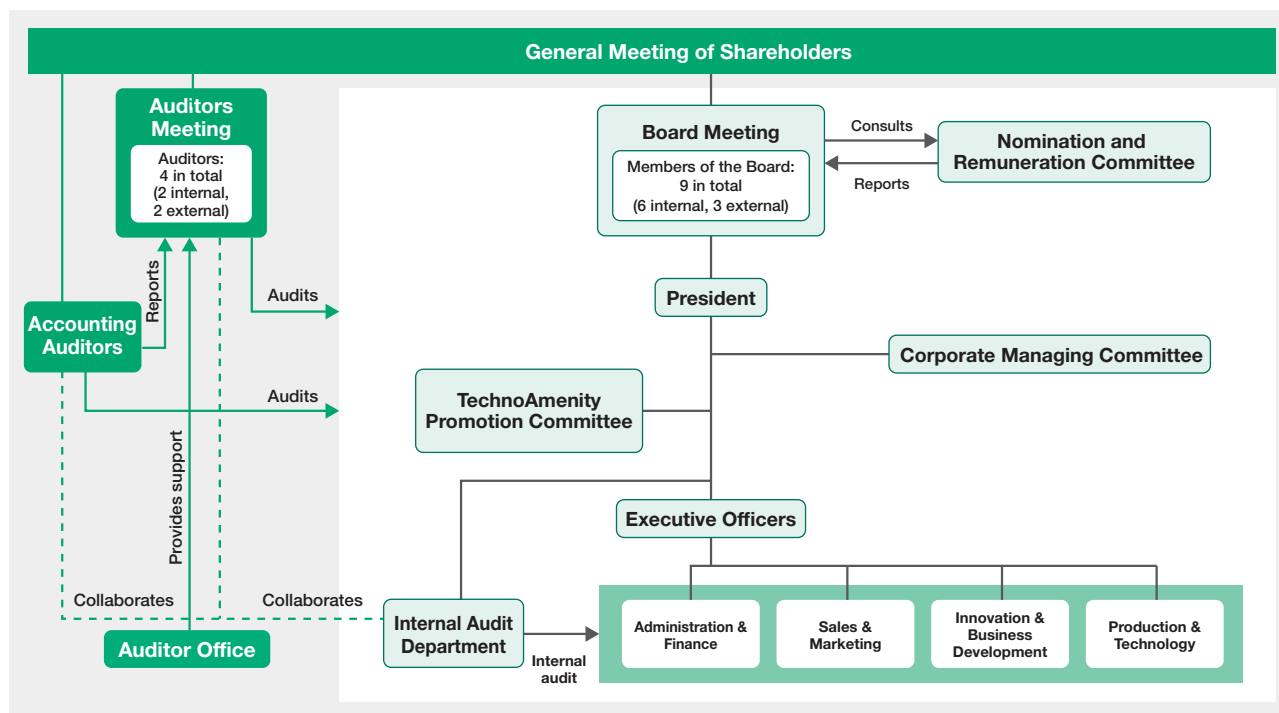 General Meeting of Shareholders
Auditors
Meeting
Auditors:
4 in total
(2 internal,
2 external)
Board Meeting
Members of the Board:
9 in total
(6 internal, 3 external)
Consults
Reports
Nomination and
Remuneration Committee
Reports
Audits
President
Accounting
Auditors
Corporate Managing Committee
Audits
TechnoAmenity
Promotion Committee
Provides support
Executive Officers
Collaborates
Collaborates
Internal Audit
Department
Internal
audit
Administration &
Finance
Sales &
Marketing
Innovation &
Business
Development
Production &
Technology
Auditor Office